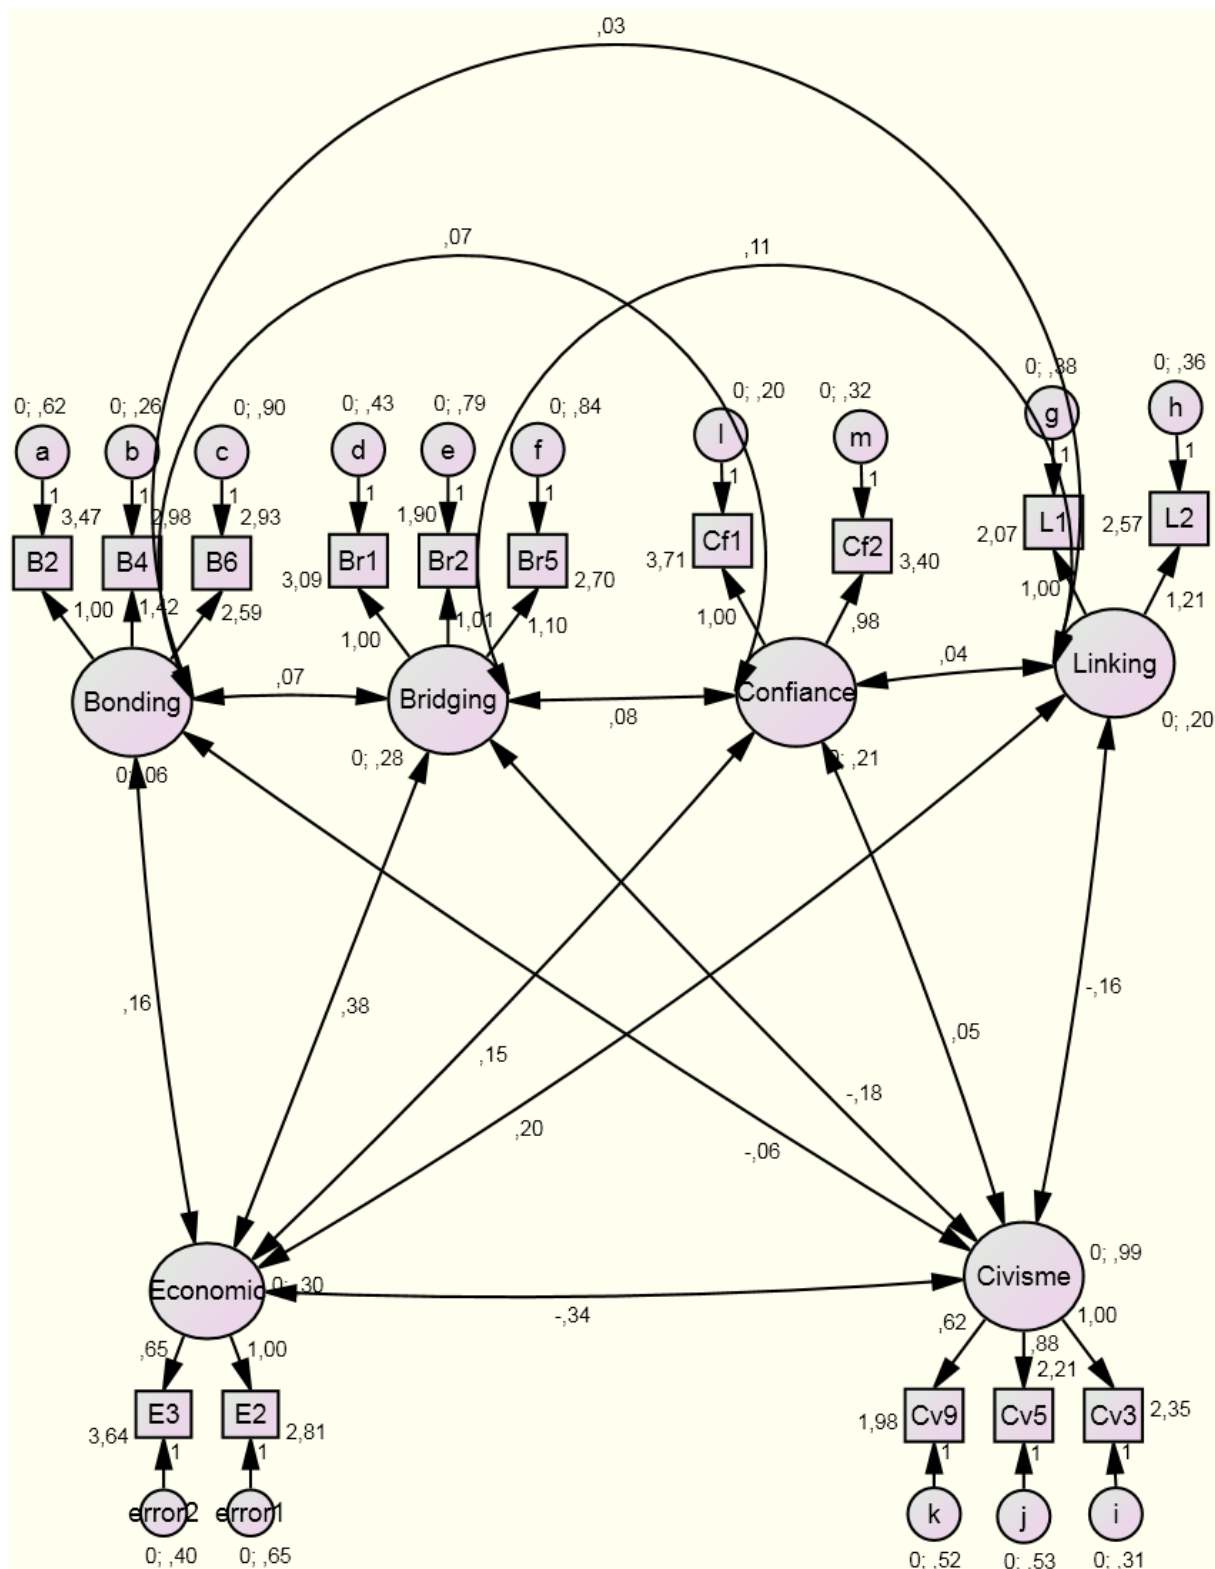 ,03
,07
,11
0; ,62
0; ,26
0; ,90
0; ,43
0; ,79
0; ,84
0; ,20
0; ,32
0; ,38
0; ,36
a
b
c
d
e
f
l
m
g
h
1
1
1
1
1
1
1
1
1
1
3,47
2,98
2,93
1,90
B2
B4
B6
Br1
Br2
Br5
Cf1
Cf2
L1
L2
3,09
2,70
3,71
3,40
2,07
2,57
1,00
1,42
2,59
1,00
1,01
1,10
1,00
,98
1,00
1,21
Bonding
,07
Bridging
,08
Confiance
,04
Linking
0; ,06
0; ,28
0; ,21
0; ,20
,16
,38
,15
,20
-,06
-,18
,05
-,16
Economic
0; ,30
-,34
Civisme
0; ,99
,65
1,00
,62
,88
1,00
E3
E2
3,64
2,81
Cv9
Cv5
Cv3
1,98
2,21
2,35
1
1
1
1
1
error2
error1
k
j
i
0; ,40
0; ,65
0; ,52
0; ,53
0; ,31